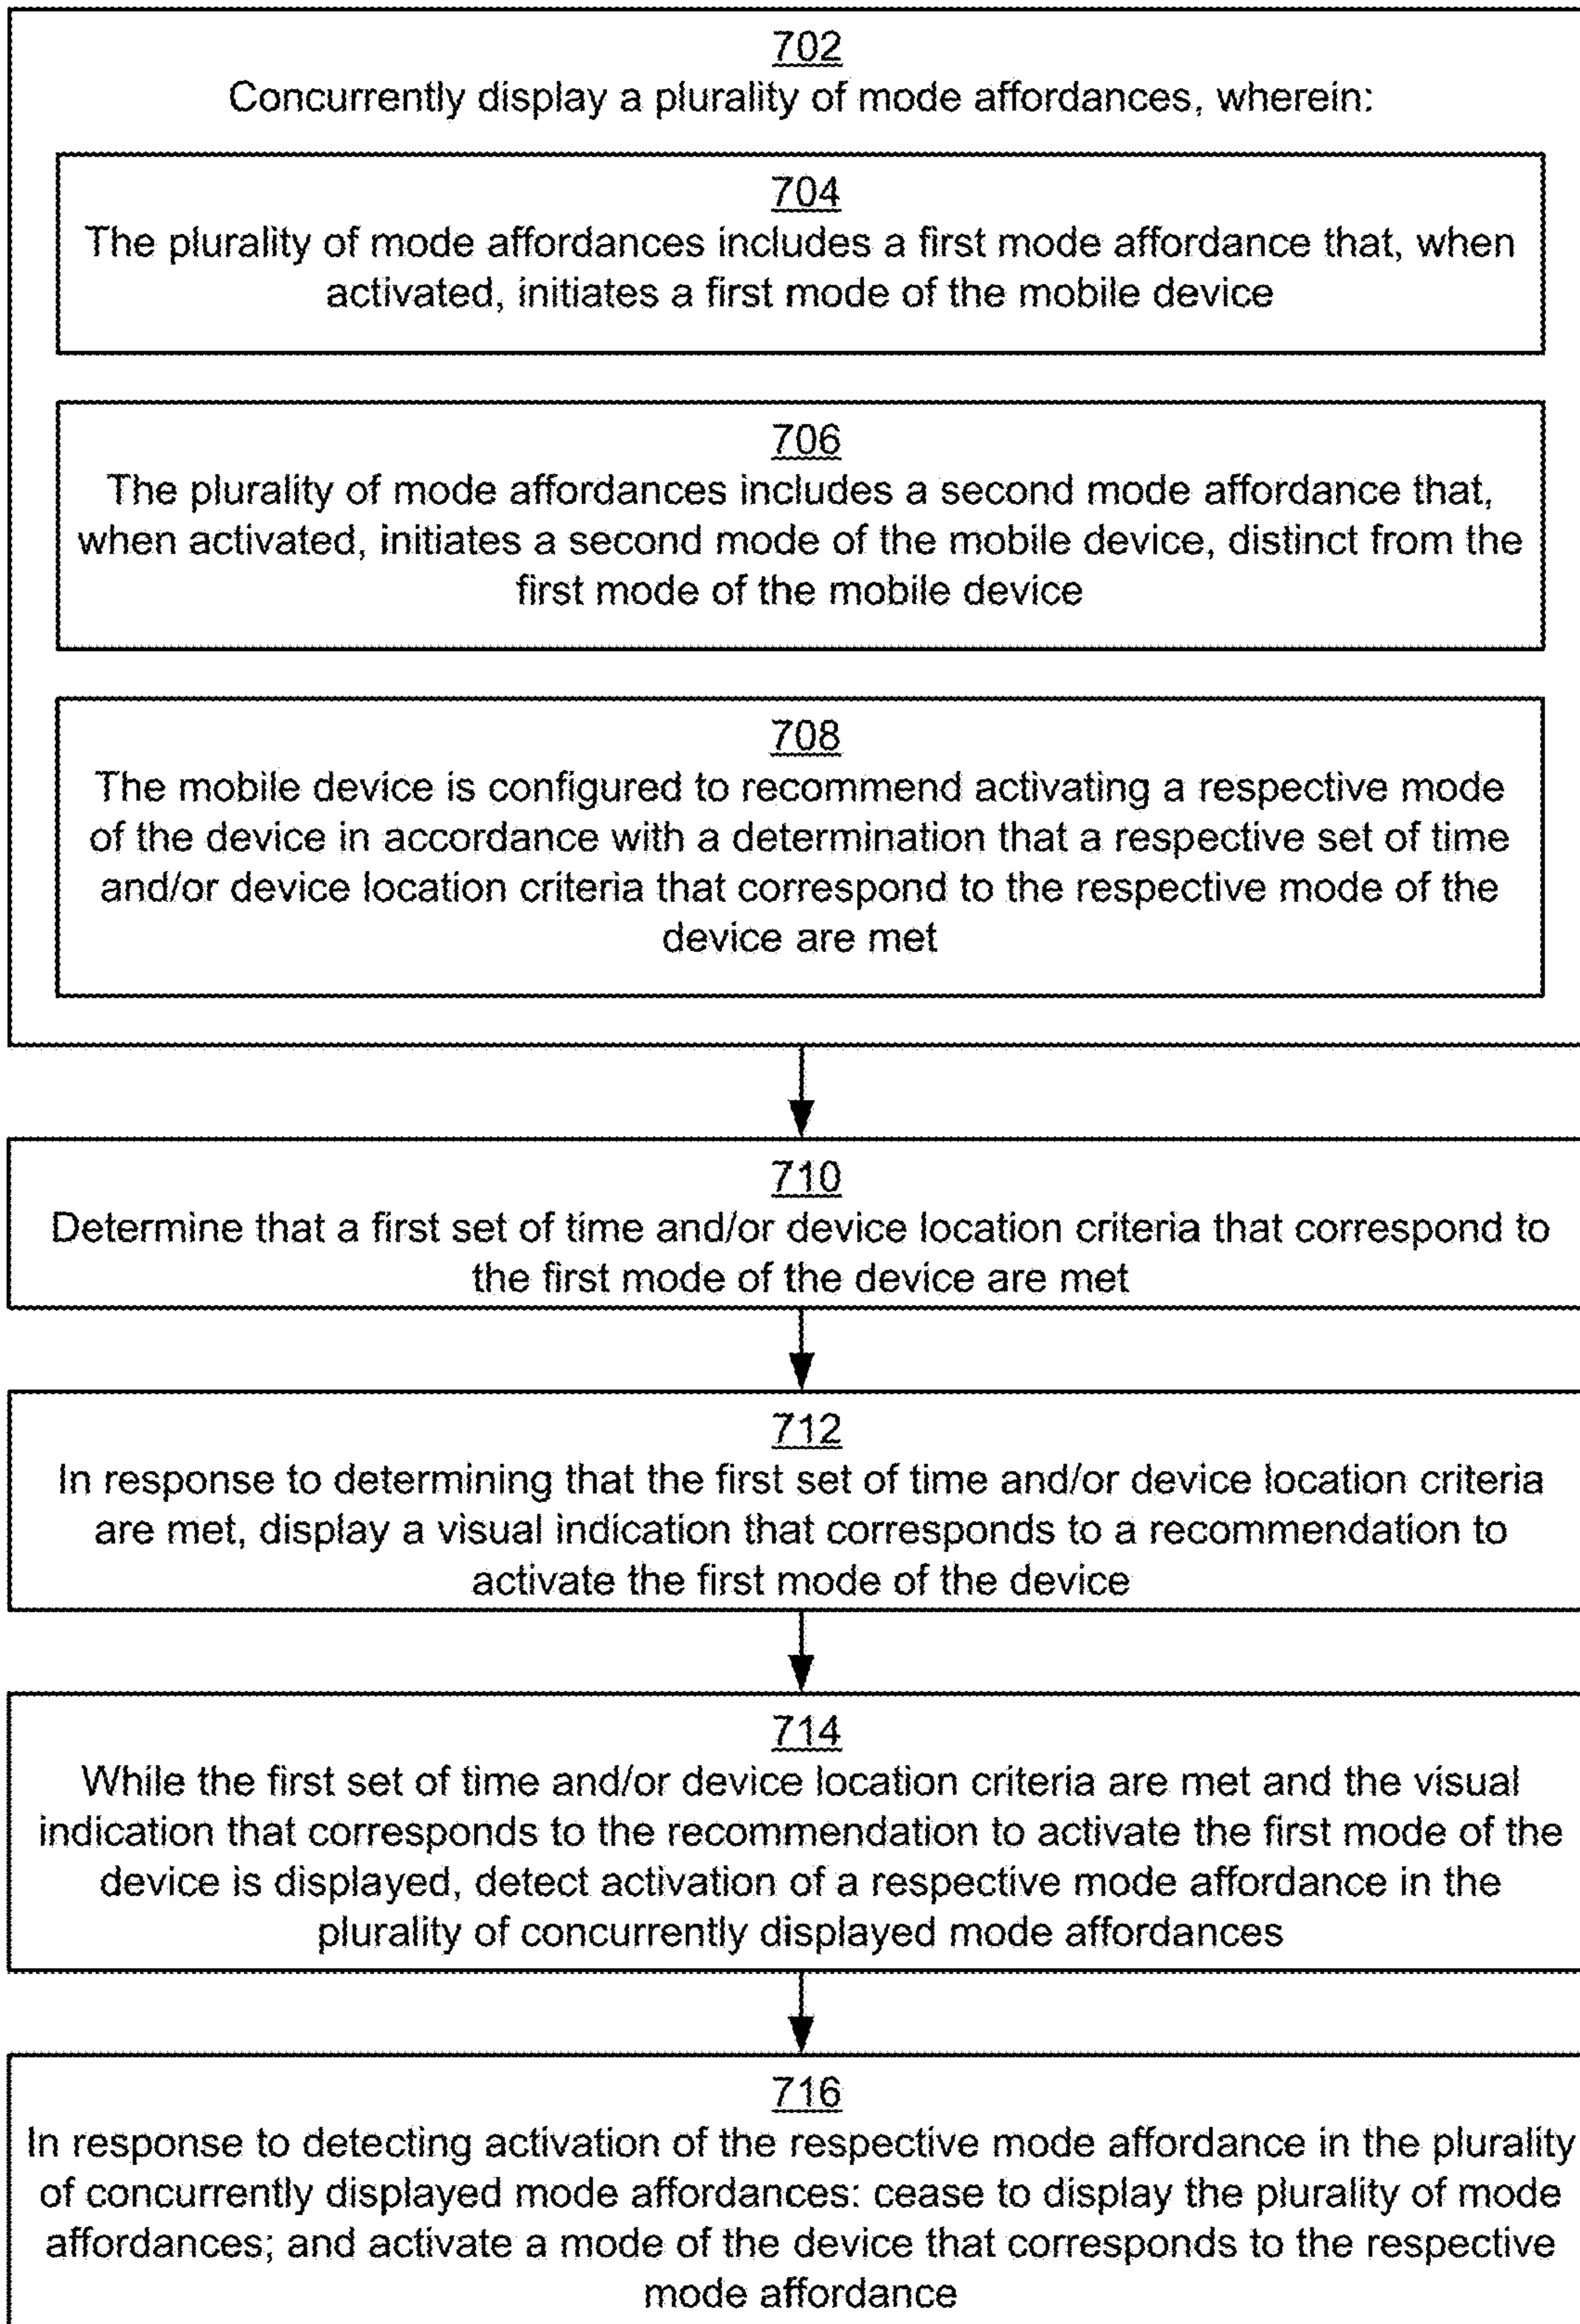 702
Concurrently display a plurality of mode affordances, wherein:
704
The plurality of mode affordances includes a first mode affordance that, when
activated, initiates a first mode of the mobile device
706
The plurality of mode affordances includes a second mode affordance that,
when activated, initiates a second mode of the mobile device, distinct from the
first mode of the mobile device
708
The mobile device is configured to recommend activating a respective mode
of the device in accordance with a determination that a respective set of time
and/or device location criteria that correspond to the respective mode of the
device are met
710
Determine that a first set of time and/or device location criteria that correspond to
the first mode of the device are met
712
In response to determining that the first set of time and/or device location criteria
are met, display a visual indication that corresponds to a recommendation to
activate the first mode of the device
714
While the first set of time and/or device location criteria are met and the visual
indication that corresponds to the recommendation to activate the first mode of the
device is displayed, detect activation of a respective mode affordance in the
plurality of concurrently displayed mode affordances
716
In response to detecting activation of the respective mode affordance in the plurality
of concurrently displayed mode affordances: cease to display the plurality of mode
affordances; and activate a mode of the device that corresponds to the respective
mode affordance